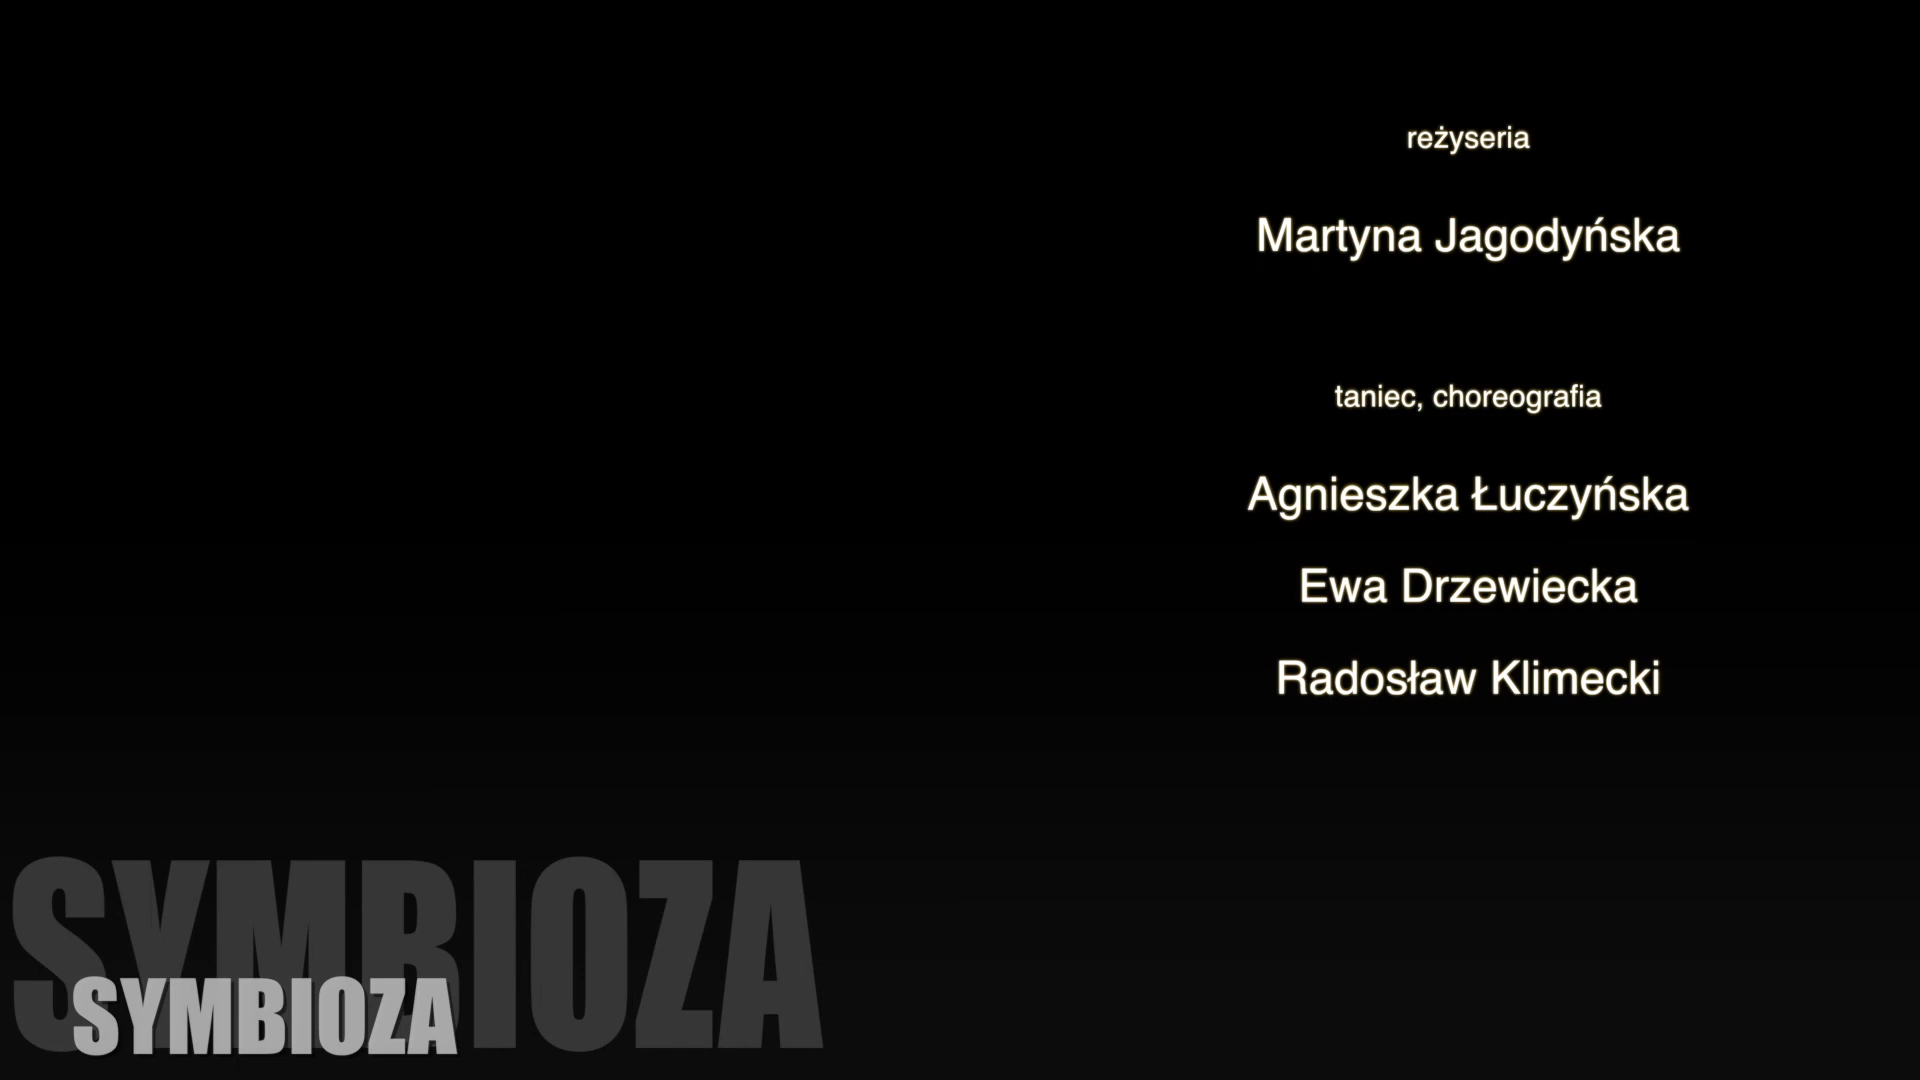 reżyseria
Martyna Jagodyńska
taniec, choreografia
Agnieszka Łuczyńska
Ewa Drzewiecka
Radosław Klimecki
SYMBIOZA
SYMBIOZA